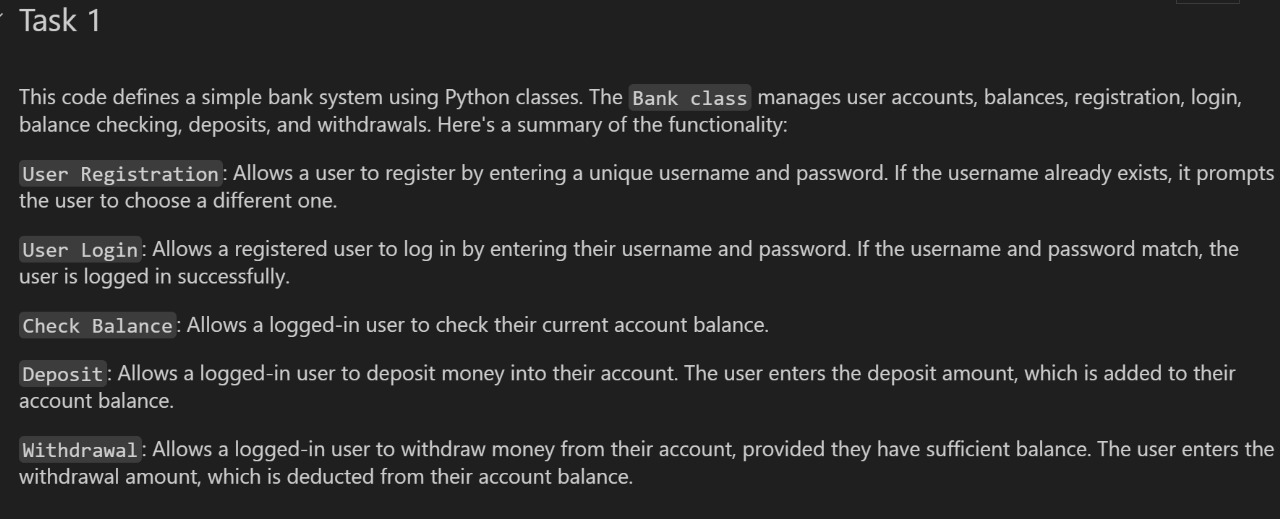 Task 1
This code defines a simple bank system using Python classes. The Bank class manages user accounts, balances, registration, login,
balance checking, deposits, and withdrawals. Here's a summary of the functionality:
User Registration: Allows a user to register by entering a unique username and password. If the username already exists, it prompts
the user to choose a different one.
User Login: Allows a registered user to log in by entering their username and password. If the username and password match, the
user is logged in successfully.
Check Balance: Allows a logged-in user to check their current account balance.
Deposit: Allows a logged-in user to deposit money into their account. The user enters the deposit amount, which is added to their
account balance.
Withdrawal: Allows a logged-in user to withdraw money from their account, provided they have sufficient balance. The user enters the
withdrawal amount, which is deducted from their account balance.